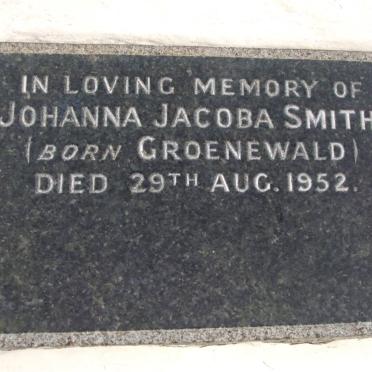 IN LOVING MEMORY OF
JOHANNA JACOBA SMITH
(BORN GROENEWALD)
DIED 29TH AUG. 1952.